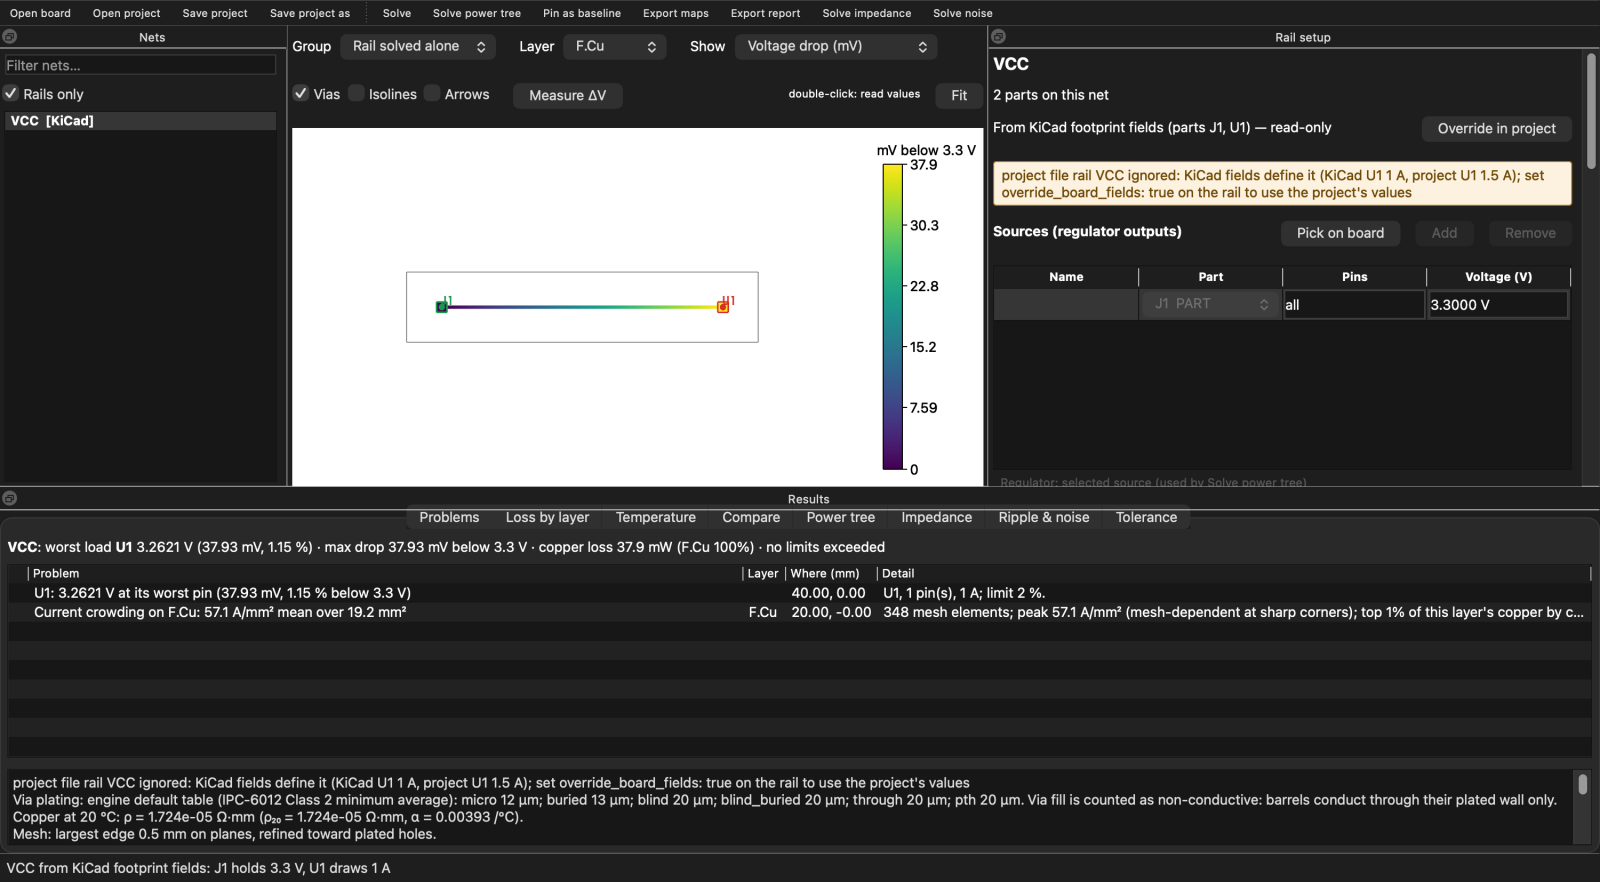 Open board Open project Save project Save project as Solve Solve power tree Pin as baseline Export maps Export report Solve impedance Solve noise
Nets
Filter nets...
Rails only
VCC [KiCad]
Group Rail solved alone Layer F.Cu Show Voltage drop (mV)
Vias Isolines Arrows Measure ΔV double-click: read values Fit
mV below 3.3 V
37.9
30.3
22.8
15.2
7.59
0
J1
U1
Rail setup
VCC
2 parts on this net
From KiCad footprint fields (parts J1, U1) — read-only Override in project
project file rail VCC ignored: KiCad fields define it (KiCad U1 1 A, project U1 1.5 A); set
override_board_fields: true on the rail to use the project's values
Sources (regulator outputs) Pick on board Add Remove
Name Part Pins Voltage (V)
J1 PART all 3.3000 V
Regulator: selected source (used by Solve power tree)
Results
Problems Loss by layer Temperature Compare Power tree Impedance Ripple & noise Tolerance
VCC: worst load U1 3.2621 V (37.93 mV, 1.15 %) · max drop 37.93 mV below 3.3 V · copper loss 37.9 mW (F.Cu 100%) · no limits exceeded
Problem Layer Where (mm) Detail
U1: 3.2621 V at its worst pin (37.93 mV, 1.15 % below 3.3 V) 40.00, 0.00 U1, 1 pin(s), 1 A; limit 2 %.
Current crowding on F.Cu: 57.1 A/mm² mean over 19.2 mm² F.Cu 20.00, -0.00 348 mesh elements; peak 57.1 A/mm² (mesh-dependent at sharp corners); top 1% of this layer's copper by c...
project file rail VCC ignored: KiCad fields define it (KiCad U1 1 A, project U1 1.5 A); set override_board_fields: true on the rail to use the project's values
Via plating: engine default table (IPC-6012 Class 2 minimum average): micro 12 µm; buried 13 µm; blind 20 µm; blind_buried 20 µm; through 20 µm; pth 20 µm. Via fill is counted as non-conductive: barrels conduct through their plated wall only.
Copper at 20 °C: ρ = 1.724e-05 Ω·mm (ρ₂₀ = 1.724e-05 Ω·mm, α = 0.00393 /°C).
Mesh: largest edge 0.5 mm on planes, refined toward plated holes.
VCC from KiCad footprint fields: J1 holds 3.3 V, U1 draws 1 A